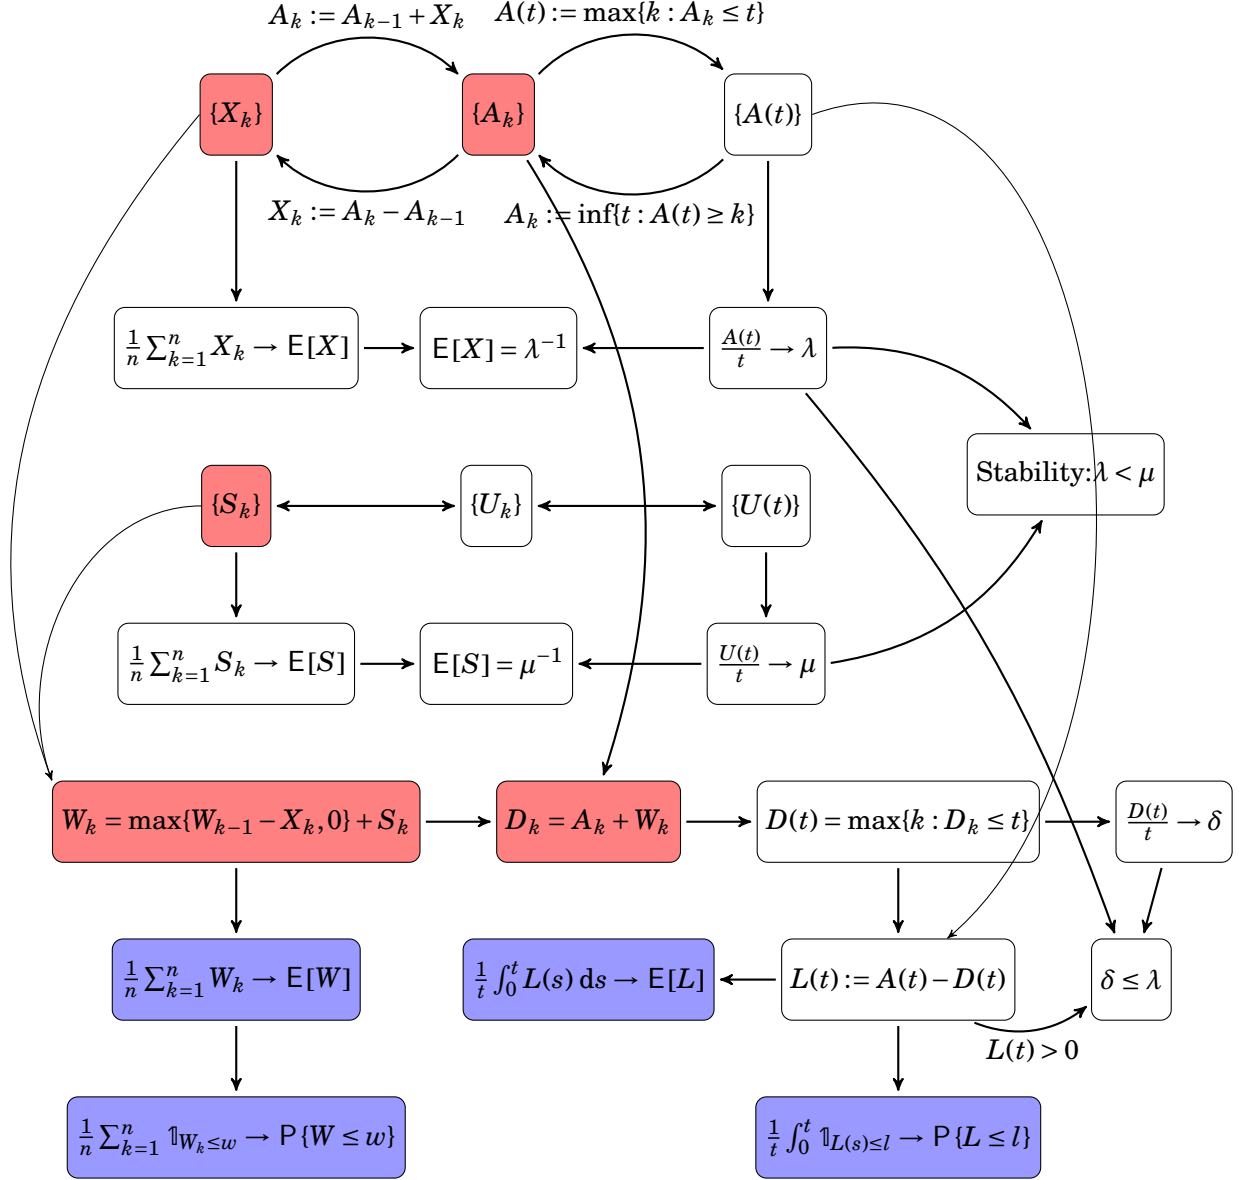 A_k := A_{k−1} + X_k
A(t) := max{k : A_k ≤ t}
{X_k}
{A_k}
{A(t)}
X_k := A_k − A_{k−1}
A_k := inf{t : A(t) ≥ k}
1/n ∑_{k=1}^n X_k → E[X]
E[X] = λ^{−1}
A(t)/t → λ
Stability:λ < μ
{S_k}
{U_k}
{U(t)}
1/n ∑_{k=1}^n S_k → E[S]
E[S] = μ^{−1}
U(t)/t → μ
W_k = max{W_{k−1} − X_k, 0} + S_k
D_k = A_k + W_k
D(t) = max{k : D_k ≤ t}
D(t)/t → δ
1/n ∑_{k=1}^n W_k → E[W]
1/t ∫_0^t L(s) ds → E[L]
L(t) := A(t) − D(t)
δ ≤ λ
L(t) > 0
1/n ∑_{k=1}^n 𝟙_{W_k ≤ w} → P{W ≤ w}
1/t ∫_0^t 𝟙_{L(s) ≤ l} → P{L ≤ l}